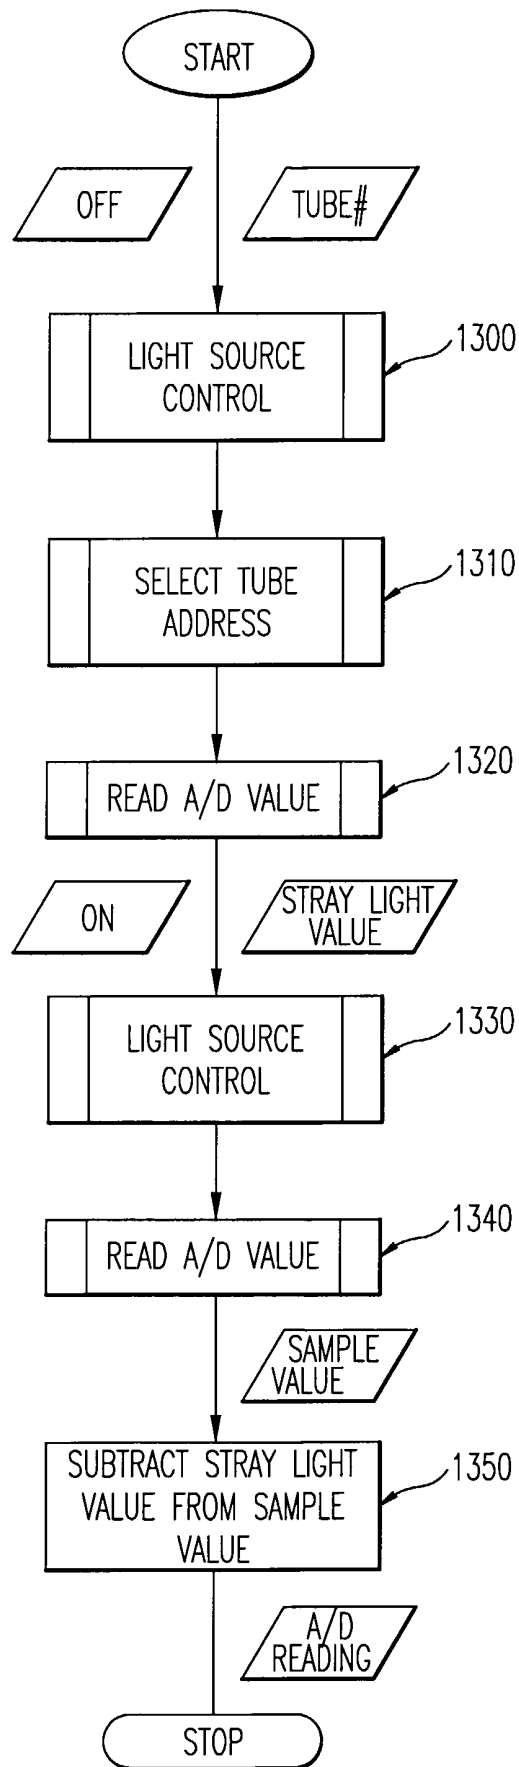 START
OFF
TUBE#
LIGHT SOURCE
CONTROL
1300
SELECT TUBE
ADDRESS
1310
READ A/D VALUE
1320
ON
STRAY LIGHT
VALUE
LIGHT SOURCE
CONTROL
1330
READ A/D VALUE
1340
SAMPLE
VALUE
SUBTRACT STRAY LIGHT
VALUE FROM SAMPLE
VALUE
1350
A/D
READING
STOP